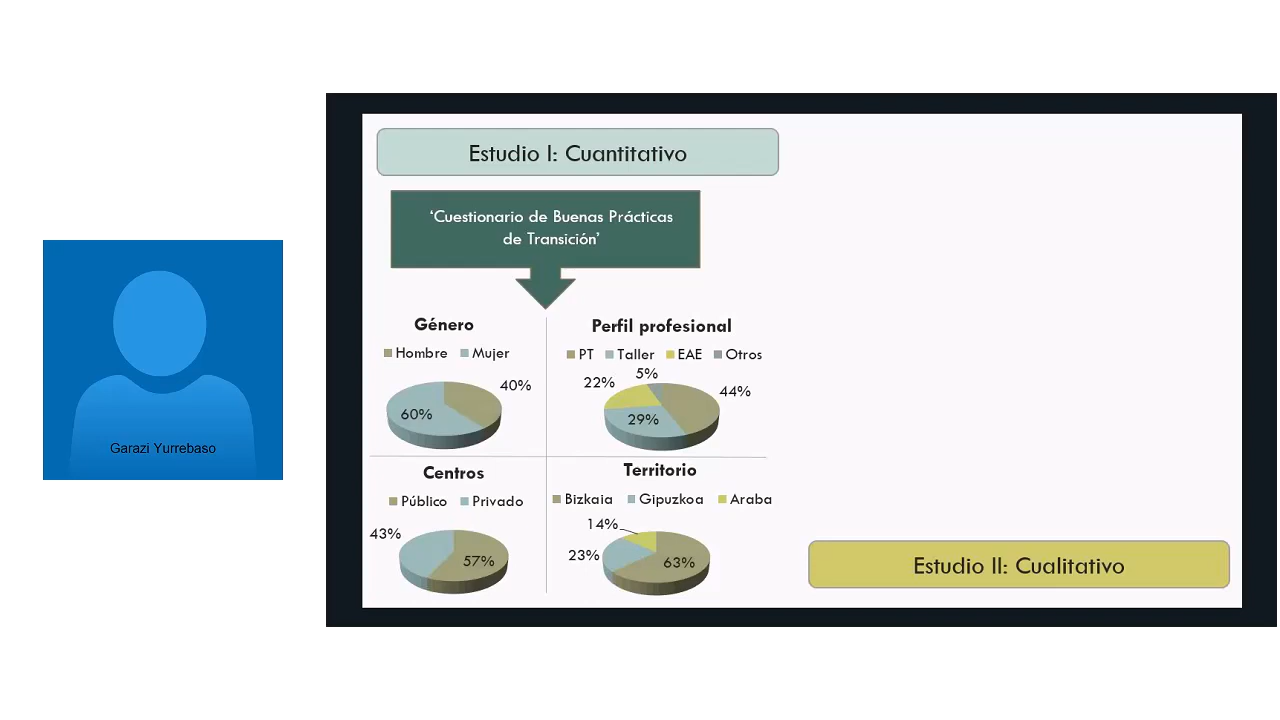 Garazi Yurrebaso
Estudio I: Cuantitativo
‘Cuestionario de Buenas Prácticas
de Transición’
Género
Hombre Mujer
40%
60%
Perfil profesional
PT Taller EAE Otros
5%
22%
44%
29%
Centros
Público Privado
43%
57%
Territorio
Bizkaia Gipuzkoa Araba
14%
23%
63%
Estudio II: Cualitativo